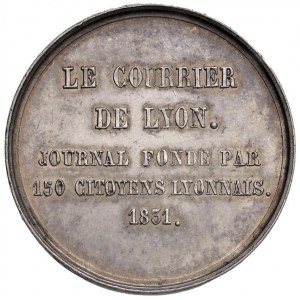 LE COURRIER
DE LYON.
JOURNAL FONDÉ PAR
150 CITOYENS LYONNAIS.
1831.